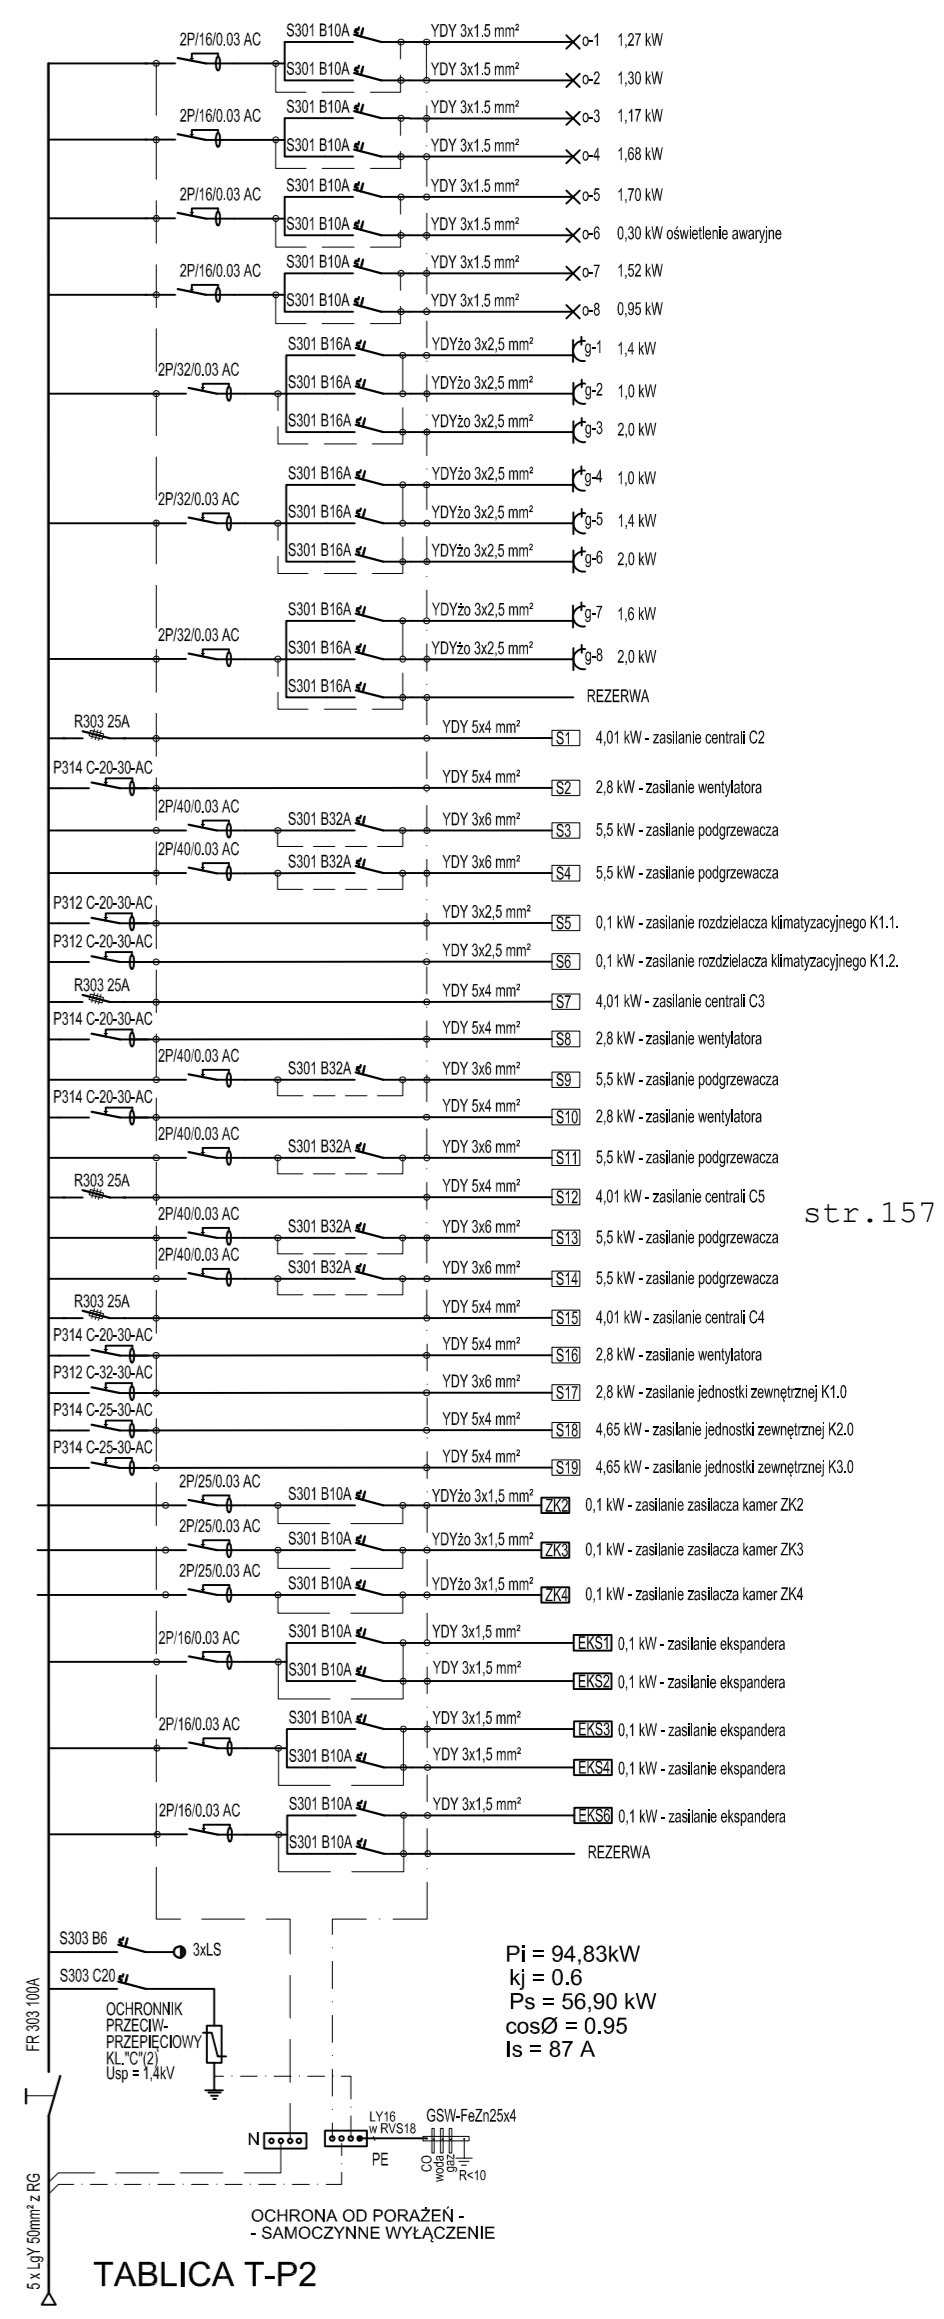 2P/16/0.03 AC
S301 B10A YDY 3x1.5 mm² o-1 1,27 kW
S301 B10A YDY 3x1.5 mm² o-2 1,30 kW
2P/16/0.03 AC
S301 B10A YDY 3x1.5 mm² o-3 1,17 kW
S301 B10A YDY 3x1.5 mm² o-4 1,68 kW
2P/16/0.03 AC
S301 B10A YDY 3x1.5 mm² o-5 1,70 kW
S301 B10A YDY 3x1.5 mm² o-6 0,30 kW oświetlenie awaryjne
2P/16/0.03 AC
S301 B10A YDY 3x1.5 mm² o-7 1,52 kW
S301 B10A YDY 3x1.5 mm² o-8 0,95 kW
2P/32/0.03 AC
S301 B16A YDYżo 3x2,5 mm² g-1 1,4 kW
S301 B16A YDYżo 3x2,5 mm² g-2 1,0 kW
S301 B16A YDYżo 3x2,5 mm² g-3 2,0 kW
2P/32/0.03 AC
S301 B16A YDYżo 3x2,5 mm² g-4 1,0 kW
S301 B16A YDYżo 3x2,5 mm² g-5 1,4 kW
S301 B16A YDYżo 3x2,5 mm² g-6 2,0 kW
2P/32/0.03 AC
S301 B16A YDYżo 3x2,5 mm² g-7 1,6 kW
S301 B16A YDYżo 3x2,5 mm² g-8 2,0 kW
S301 B16A REZERWA
R303 25A YDY 5x4 mm² S1 4,01 kW - zasilanie centrali C2
P314 C-20-30-AC YDY 5x4 mm² S2 2,8 kW - zasilanie wentylatora
2P/40/0.03 AC S301 B32A YDY 3x6 mm² S3 5,5 kW - zasilanie podgrzewacza
2P/40/0.03 AC S301 B32A YDY 3x6 mm² S4 5,5 kW - zasilanie podgrzewacza
P312 C-20-30-AC YDY 3x2,5 mm² S5 0,1 kW - zasilanie rozdzielacza klimatyzacyjnego K1.1.
P312 C-20-30-AC YDY 3x2,5 mm² S6 0,1 kW - zasilanie rozdzielacza klimatyzacyjnego K1.2.
R303 25A YDY 5x4 mm² S7 4,01 kW - zasilanie centrali C3
P314 C-20-30-AC YDY 5x4 mm² S8 2,8 kW - zasilanie wentylatora
2P/40/0.03 AC S301 B32A YDY 3x6 mm² S9 5,5 kW - zasilanie podgrzewacza
P314 C-20-30-AC YDY 5x4 mm² S10 2,8 kW - zasilanie wentylatora
2P/40/0.03 AC S301 B32A YDY 3x6 mm² S11 5,5 kW - zasilanie podgrzewacza
R303 25A YDY 5x4 mm² S12 4,01 kW - zasilanie centrali C5
str.157
2P/40/0.03 AC S301 B32A YDY 3x6 mm² S13 5,5 kW - zasilanie podgrzewacza
2P/40/0.03 AC S301 B32A YDY 3x6 mm² S14 5,5 kW - zasilanie podgrzewacza
R303 25A YDY 5x4 mm² S15 4,01 kW - zasilanie centrali C4
P314 C-20-30-AC YDY 5x4 mm² S16 2,8 kW - zasilanie wentylatora
P312 C-32-30-AC YDY 3x6 mm² S17 2,8 kW - zasilanie jednostki zewnętrznej K1.0
P314 C-25-30-AC YDY 5x4 mm² S18 4,65 kW - zasilanie jednostki zewnętrznej K2.0
P314 C-25-30-AC YDY 5x4 mm² S19 4,65 kW - zasilanie jednostki zewnętrznej K3.0
2P/25/0.03 AC S301 B10A YDYżo 3x1,5 mm² ZK2 0,1 kW - zasilanie zasilacza kamer ZK2
2P/25/0.03 AC S301 B10A YDYżo 3x1,5 mm² ZK3 0,1 kW - zasilanie zasilacza kamer ZK3
2P/25/0.03 AC S301 B10A YDYżo 3x1,5 mm² ZK4 0,1 kW - zasilanie zasilacza kamer ZK4
2P/16/0.03 AC
S301 B10A YDY 3x1,5 mm² EKS1 0,1 kW - zasilanie ekspandera
S301 B10A YDY 3x1,5 mm² EKS2 0,1 kW - zasilanie ekspandera
2P/16/0.03 AC
S301 B10A YDY 3x1,5 mm² EKS3 0,1 kW - zasilanie ekspandera
S301 B10A YDY 3x1,5 mm² EKS4 0,1 kW - zasilanie ekspandera
2P/16/0.03 AC
S301 B10A YDY 3x1,5 mm² EKS6 0,1 kW - zasilanie ekspandera
S301 B10A REZERWA
S303 B6 3xLS
S303 C20
FR 303 100A
OCHRONNIK
PRZECIW-
PRZEPIĘCIOWY
KL."C"(2)
Usp = 1,4kV
Pi = 94,83kW
kj = 0.6
Ps = 56,90 kW
cosØ = 0.95
Is = 87 A
N
LY16
w RVS18
PE
GSW-FeZn25x4
CO
woda
gaz
R<10
5 x LgY 50mm² z RG
OCHRONA OD PORAŻEŃ -
- SAMOCZYNNE WYŁĄCZENIE
TABLICA T-P2